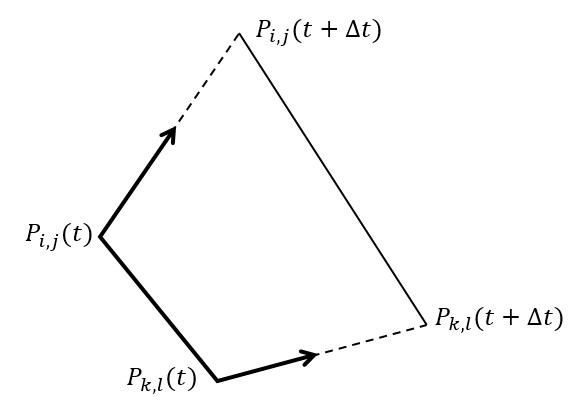 P_{i,j}(t + Δt)
P_{i,j}(t)
P_{k,l}(t + Δt)
P_{k,l}(t)